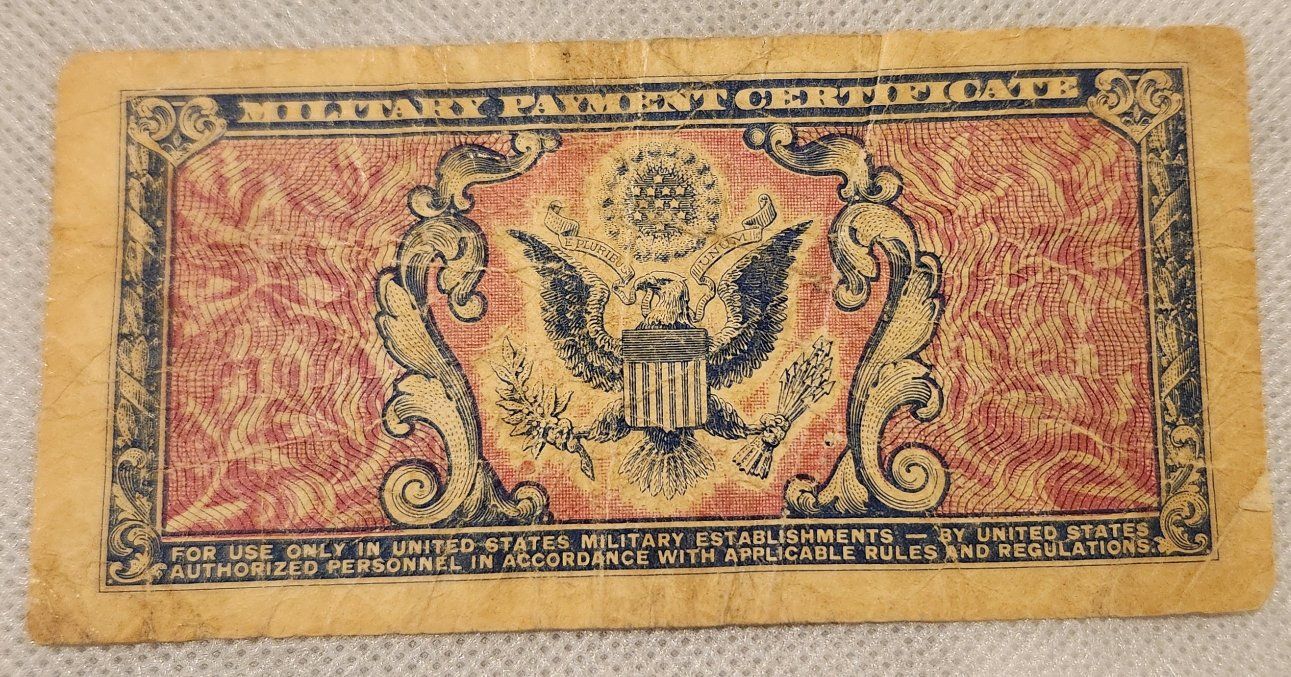 MILITARY PAYMENT CERTIFICATE
E PLURIBUS UNUM
FOR USE ONLY IN UNITED STATES MILITARY ESTABLISHMENTS — BY UNITED STATES
AUTHORIZED PERSONNEL IN ACCORDANCE WITH APPLICABLE RULES AND REGULATIONS.